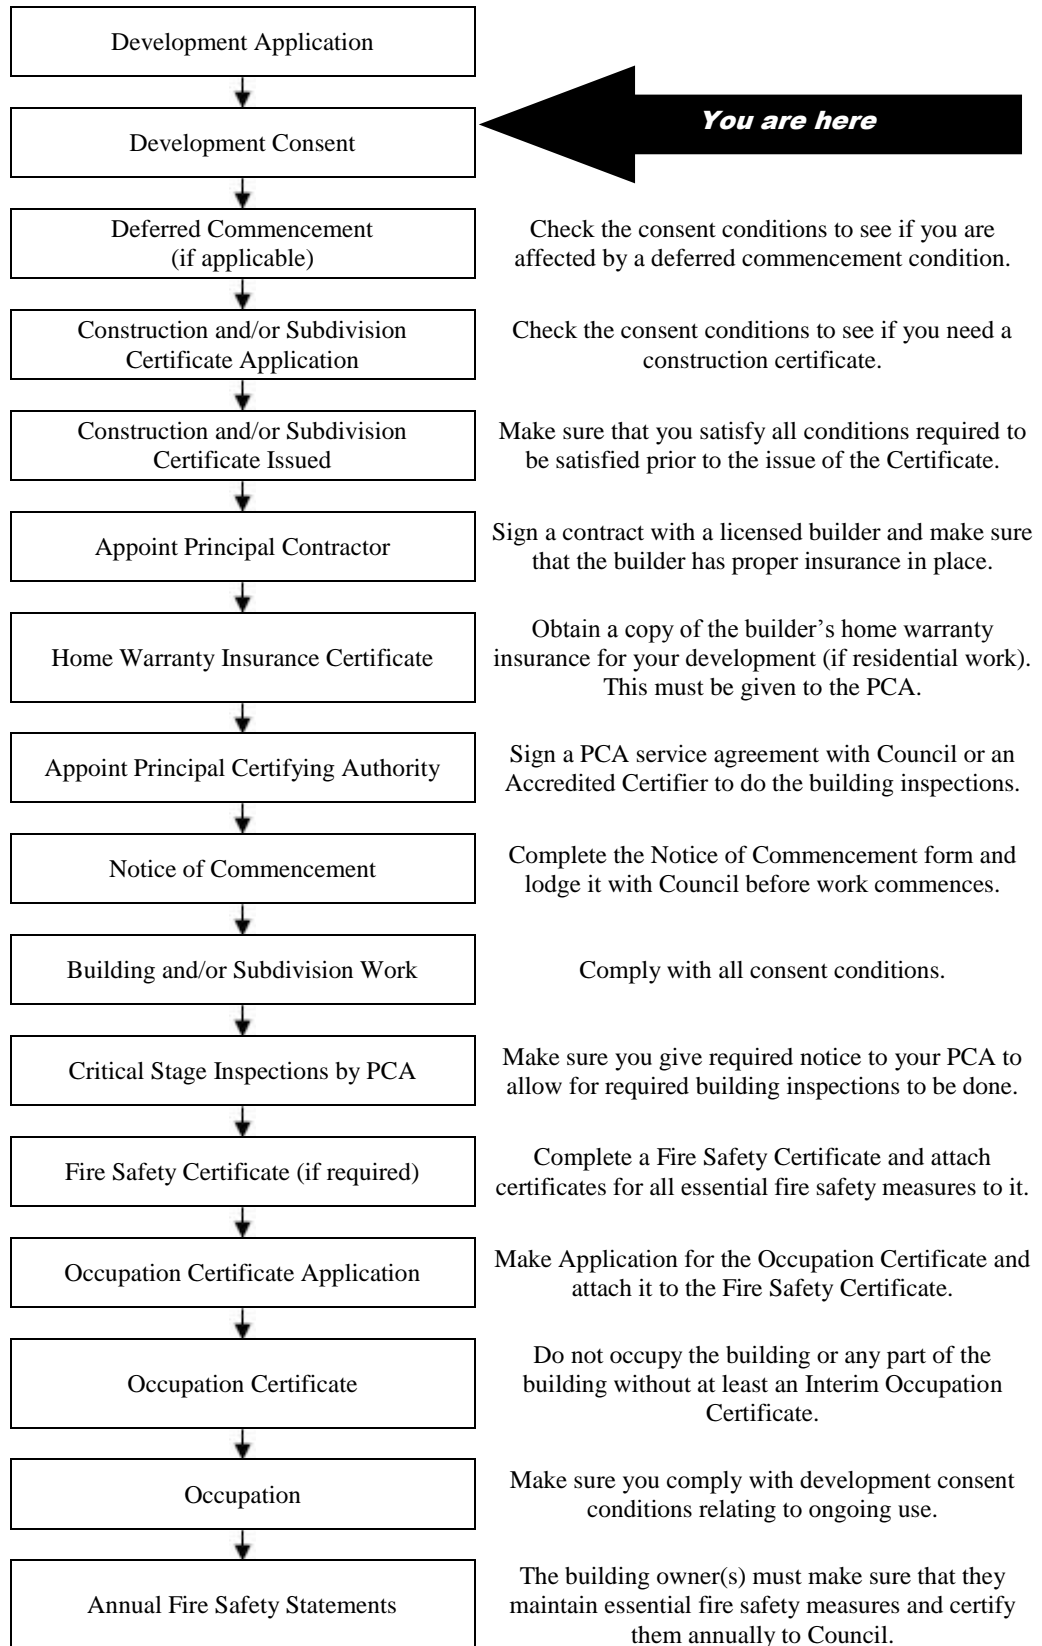 Development Application
Development Consent
You are here
Deferred Commencement
(if applicable)
Check the consent conditions to see if you are
affected by a deferred commencement condition.
Construction and/or Subdivision
Certificate Application
Check the consent conditions to see if you need a
construction certificate.
Construction and/or Subdivision
Certificate Issued
Make sure that you satisfy all conditions required to
be satisfied prior to the issue of the Certificate.
Appoint Principal Contractor
Sign a contract with a licensed builder and make sure
that the builder has proper insurance in place.
Home Warranty Insurance Certificate
Obtain a copy of the builder’s home warranty
insurance for your development (if residential work).
This must be given to the PCA.
Appoint Principal Certifying Authority
Sign a PCA service agreement with Council or an
Accredited Certifier to do the building inspections.
Notice of Commencement
Complete the Notice of Commencement form and
lodge it with Council before work commences.
Building and/or Subdivision Work
Comply with all consent conditions.
Critical Stage Inspections by PCA
Make sure you give required notice to your PCA to
allow for required building inspections to be done.
Fire Safety Certificate (if required)
Complete a Fire Safety Certificate and attach
certificates for all essential fire safety measures to it.
Occupation Certificate Application
Make Application for the Occupation Certificate and
attach it to the Fire Safety Certificate.
Occupation Certificate
Do not occupy the building or any part of the
building without at least an Interim Occupation
Certificate.
Occupation
Make sure you comply with development consent
conditions relating to ongoing use.
Annual Fire Safety Statements
The building owner(s) must make sure that they
maintain essential fire safety measures and certify
them annually to Council.